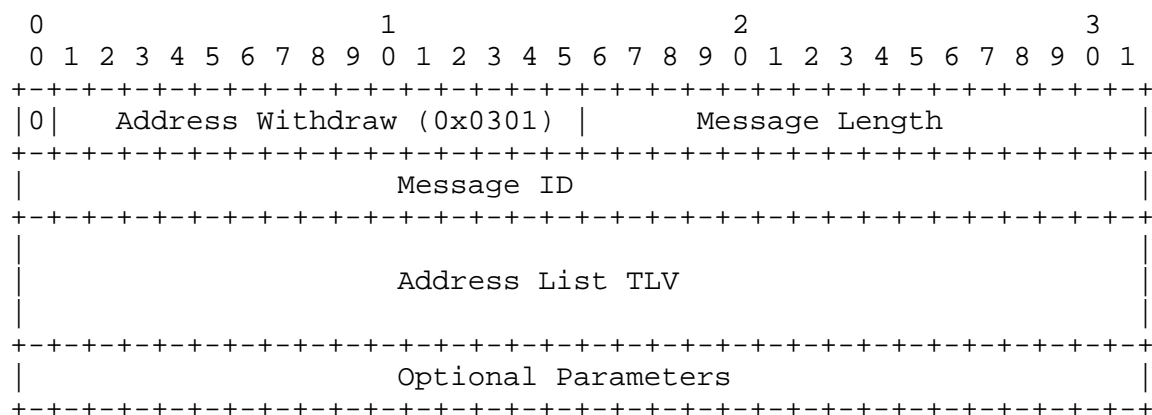 0                   1                   2                   3
0 1 2 3 4 5 6 7 8 9 0 1 2 3 4 5 6 7 8 9 0 1 2 3 4 5 6 7 8 9 0 1
+-+-+-+-+-+-+-+-+-+-+-+-+-+-+-+-+-+-+-+-+-+-+-+-+-+-+-+-+-+-+-+-+
|0|   Address Withdraw (0x0301) |      Message Length           |
+-+-+-+-+-+-+-+-+-+-+-+-+-+-+-+-+-+-+-+-+-+-+-+-+-+-+-+-+-+-+-+-+
|                     Message ID                                |
+-+-+-+-+-+-+-+-+-+-+-+-+-+-+-+-+-+-+-+-+-+-+-+-+-+-+-+-+-+-+-+-+
|                                                               |
|                     Address List TLV                          |
|                                                               |
+-+-+-+-+-+-+-+-+-+-+-+-+-+-+-+-+-+-+-+-+-+-+-+-+-+-+-+-+-+-+-+-+
|                     Optional Parameters                       |
+-+-+-+-+-+-+-+-+-+-+-+-+-+-+-+-+-+-+-+-+-+-+-+-+-+-+-+-+-+-+-+-+